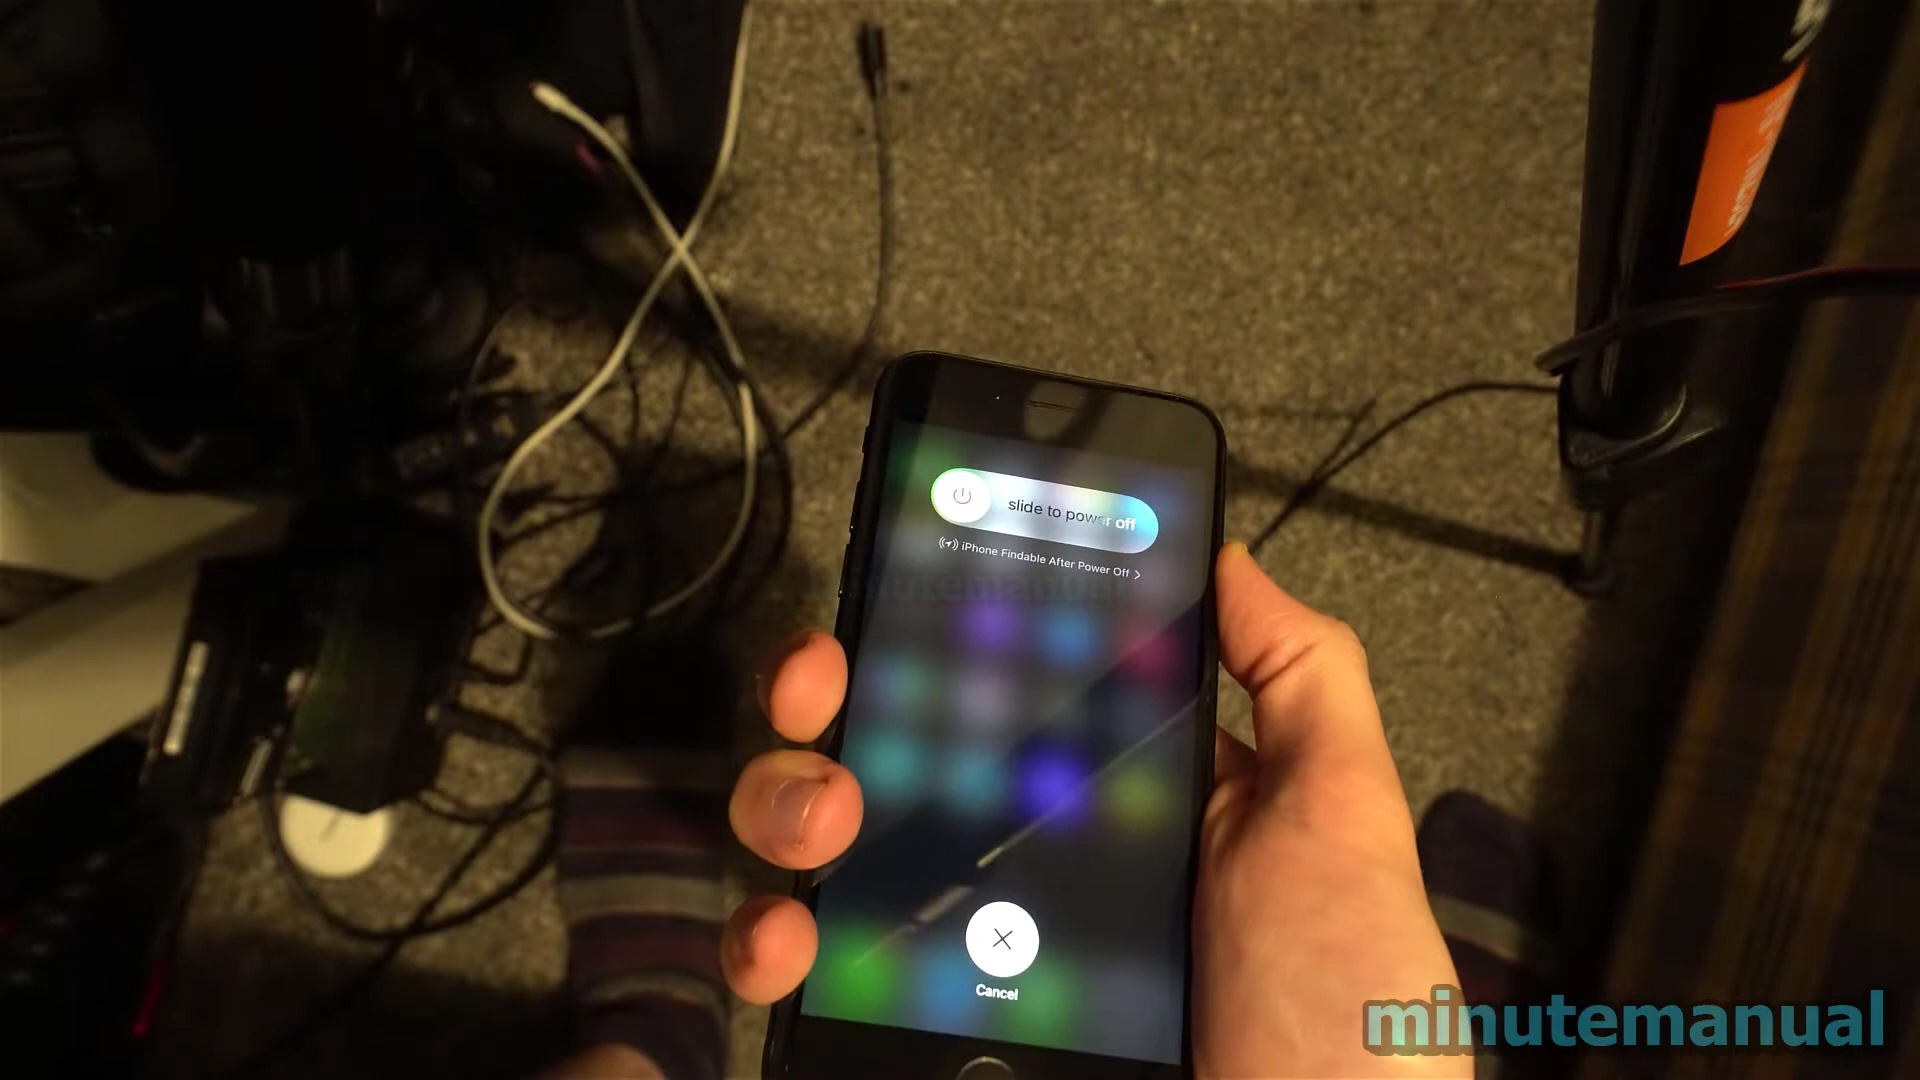 slide to power off
iPhone Findable After Power Off
Cancel
minutemanual